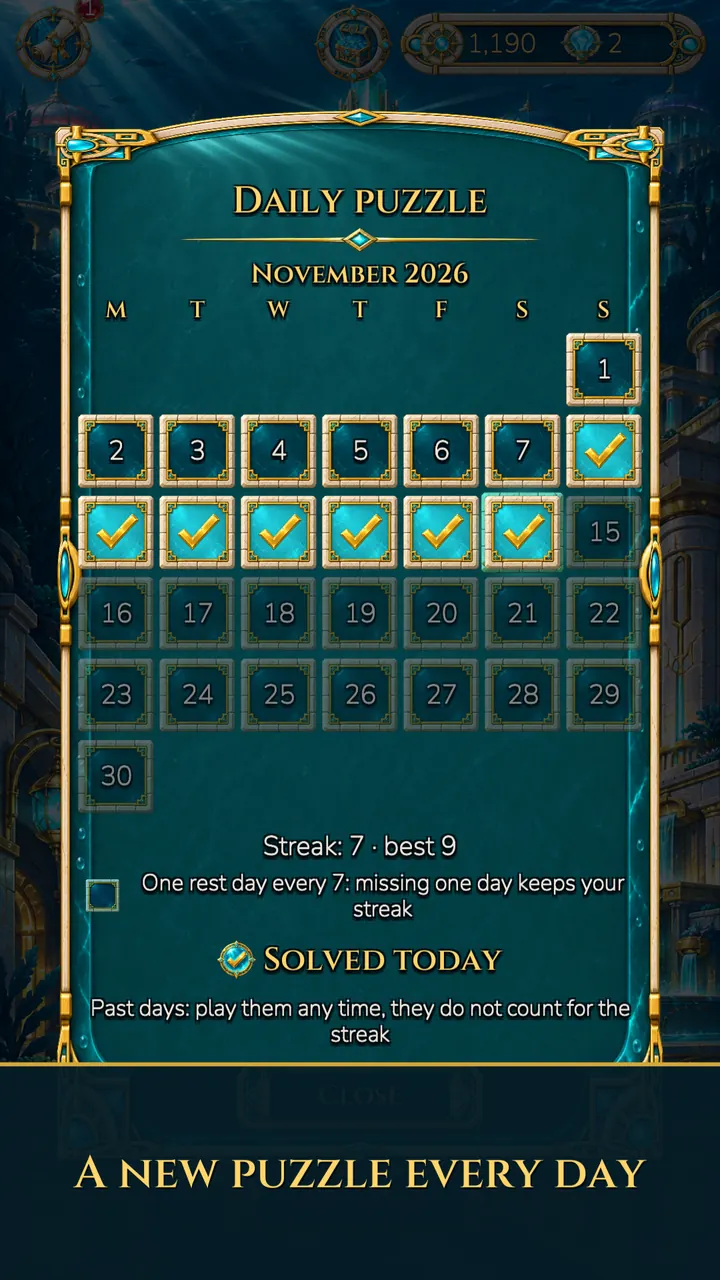 1
1,190 2
Daily puzzle
November 2026
M T W T F S S
1
2 3 4 5 6 7
15
16 17 18 19 20 21 22
23 24 25 26 27 28 29
30
Streak: 7 · best 9
One rest day every 7: missing one day keeps your
streak
Solved today
Past days: play them any time, they do not count for the
streak
Close
A new puzzle every day